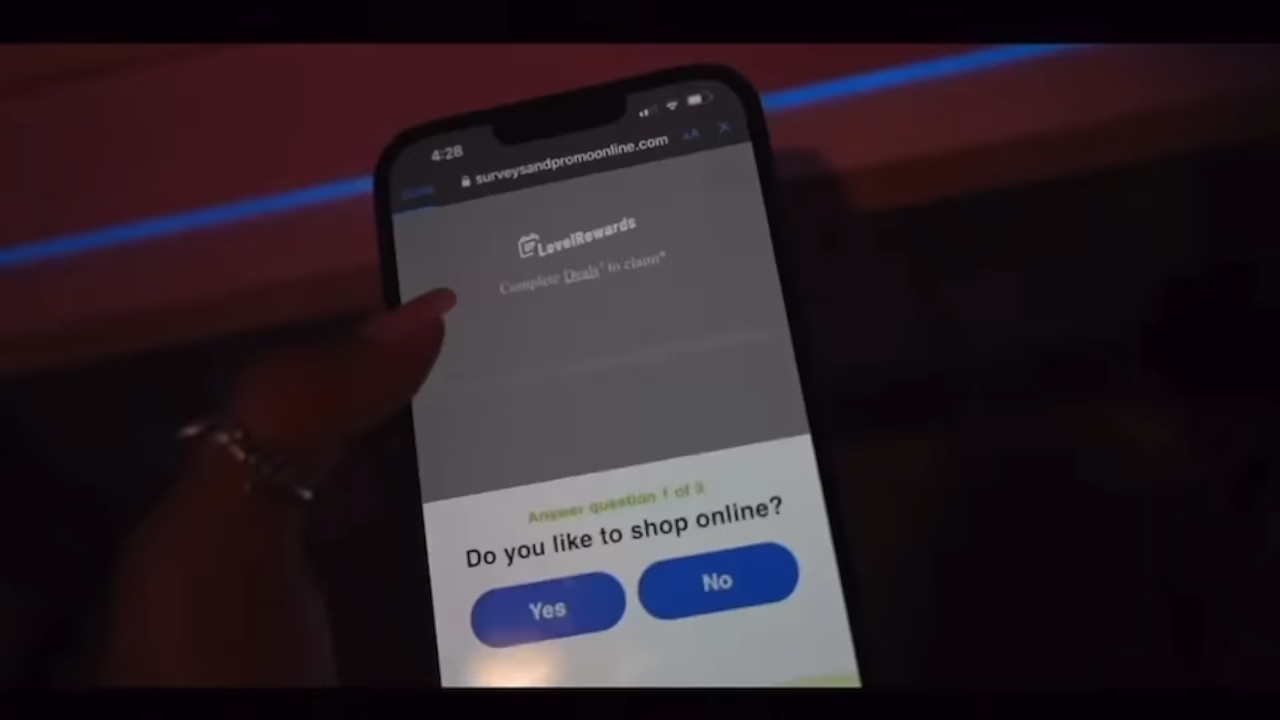 4:28
surveysandpromoonline.com AA
Done
LevelRewards
Complete Deals* to claim*
Answer question 1 of 3
Do you like to shop online?
Yes
No